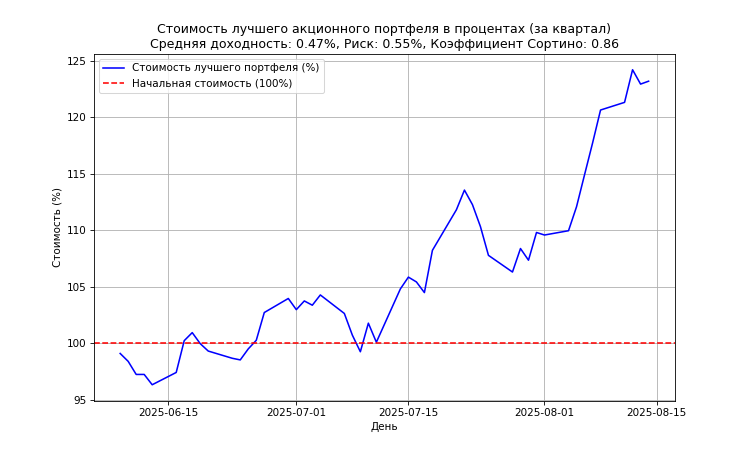 Стоимость лучшего акционного портфеля в процентах (за квартал)
Средняя доходность: 0.47%, Риск: 0.55%, Коэффициент Сортино: 0.86
Стоимость лучшего портфеля (%)
Начальная стоимость (100%)
Стоимость (%)
125
120
115
110
105
100
95
2025-06-15
2025-07-01
2025-07-15
2025-08-01
2025-08-15
День